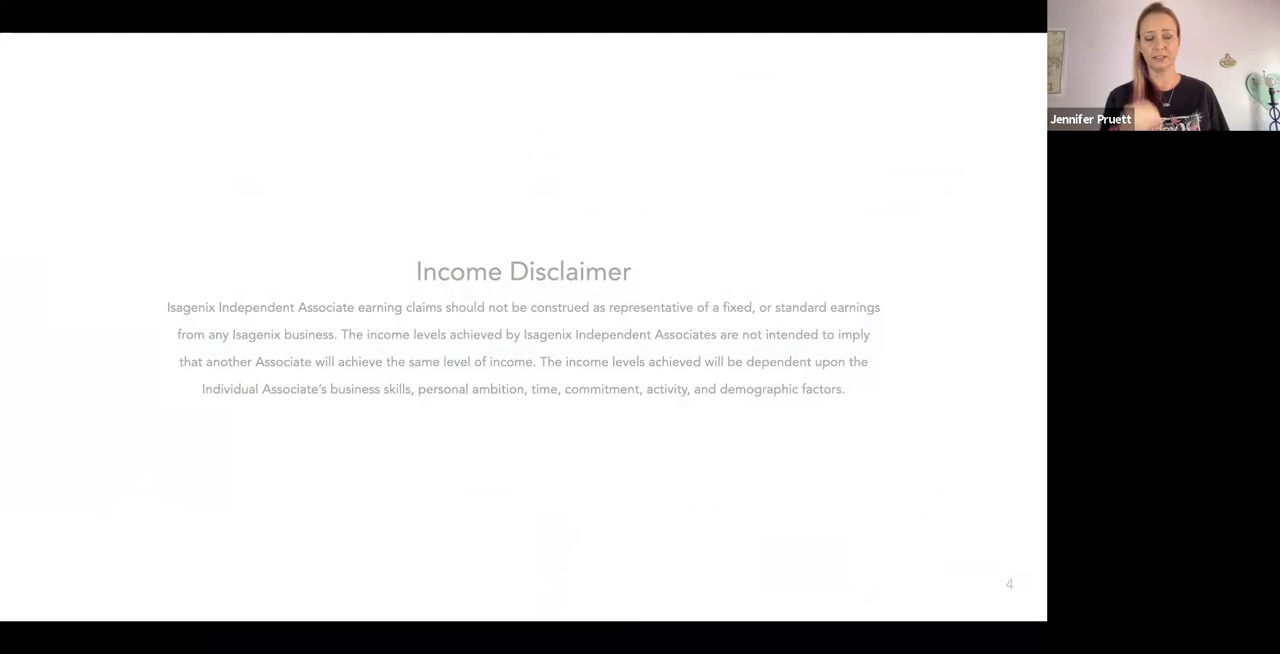 Jennifer Pruett
Income Disclaimer
Isagenix Independent Associate earning claims should not be construed as representative of a fixed, or standard earnings
from any Isagenix business. The income levels achieved by Isagenix Independent Associates are not intended to imply
that another Associate will achieve the same level of income. The income levels achieved will be dependent upon the
Individual Associate’s business skills, personal ambition, time, commitment, activity, and demographic factors.
4